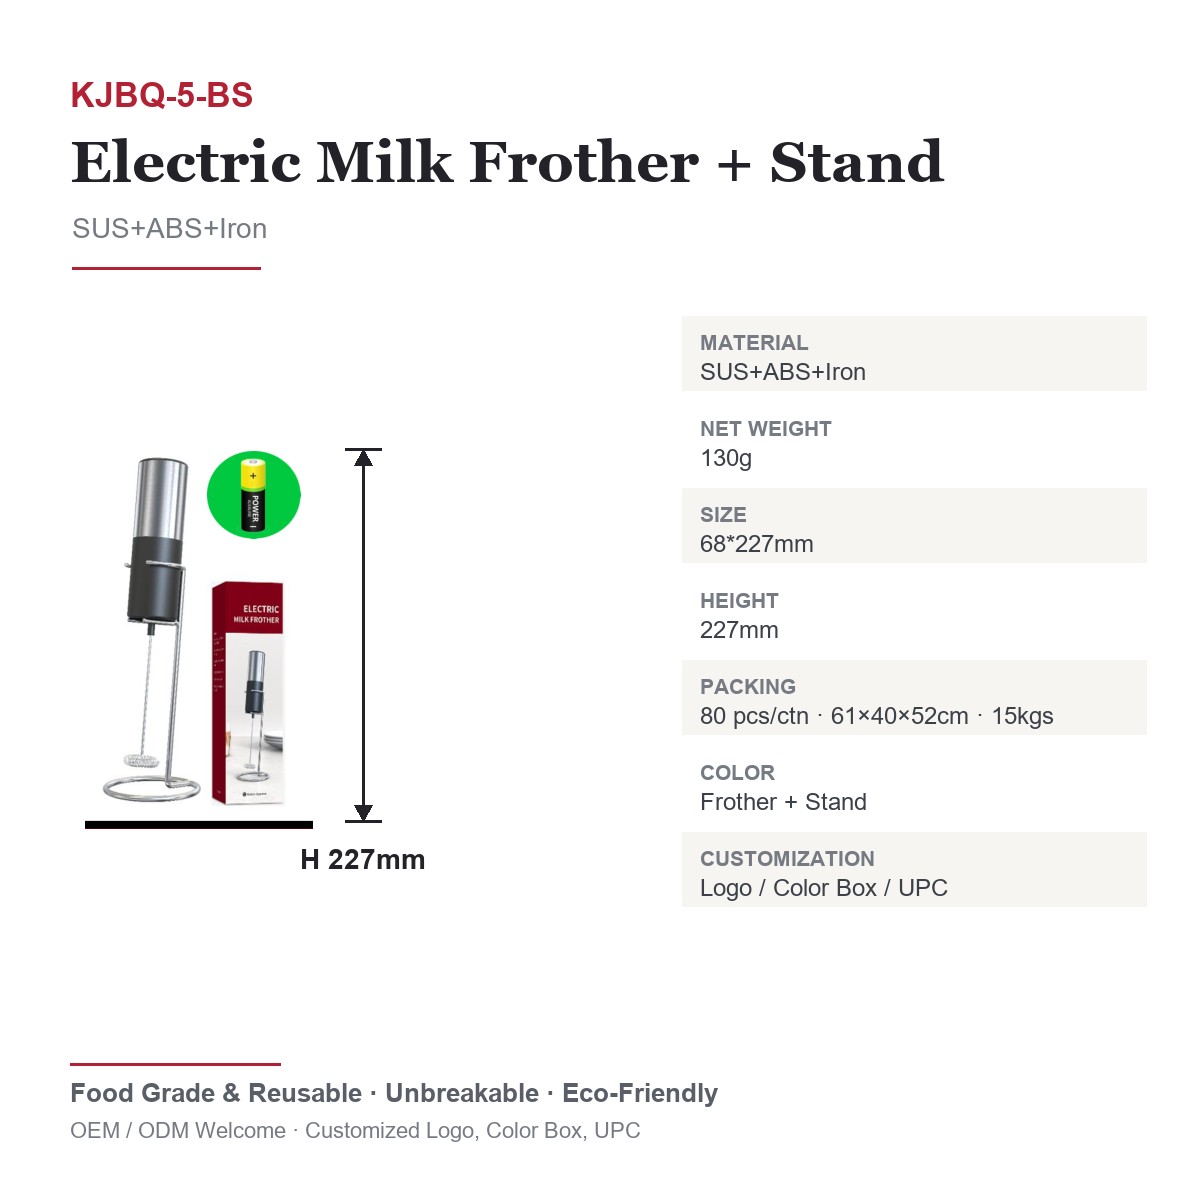 KJBQ-5-BS
Electric Milk Frother + Stand
SUS+ABS+Iron
MATERIAL
SUS+ABS+Iron
NET WEIGHT
130g
SIZE
68*227mm
HEIGHT
227mm
PACKING
80 pcs/ctn · 61×40×52cm · 15kgs
COLOR
Frother + Stand
CUSTOMIZATION
Logo / Color Box / UPC
+
POWER
ELECTRIC
MILK FROTHER
H 227mm
Food Grade & Reusable · Unbreakable · Eco-Friendly
OEM / ODM Welcome · Customized Logo, Color Box, UPC